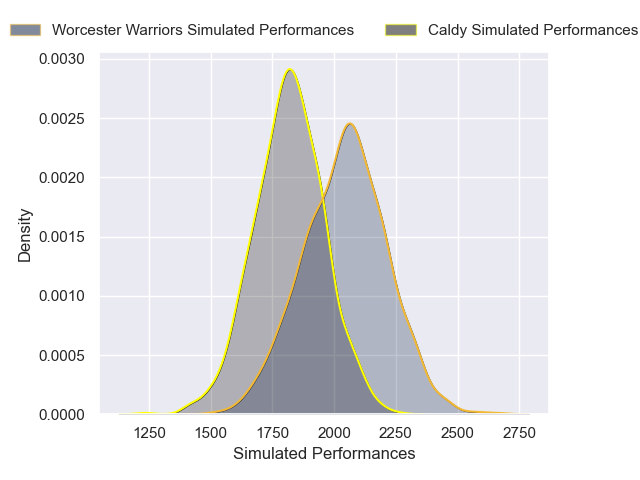 Worcester Warriors Simulated Performances
Caldy Simulated Performances
0.0030
0.0025
0.0020
0.0015
0.0010
0.0005
0.0000
Density
1250 1500 1750 2000 2250 2500 2750
Simulated Performances